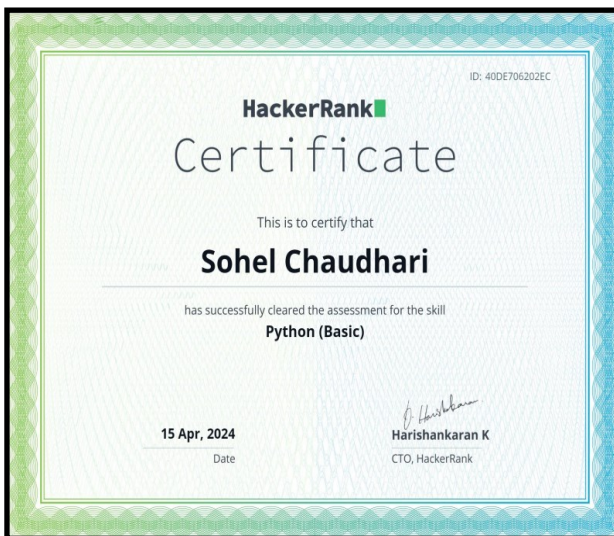 ID: 40DE706202EC
HackerRank
Certificate
This is to certify that
Sohel Chaudhari
has successfully cleared the assessment for the skill
Python (Basic)
15 Apr, 2024
Date
Harishankaran K
CTO, HackerRank